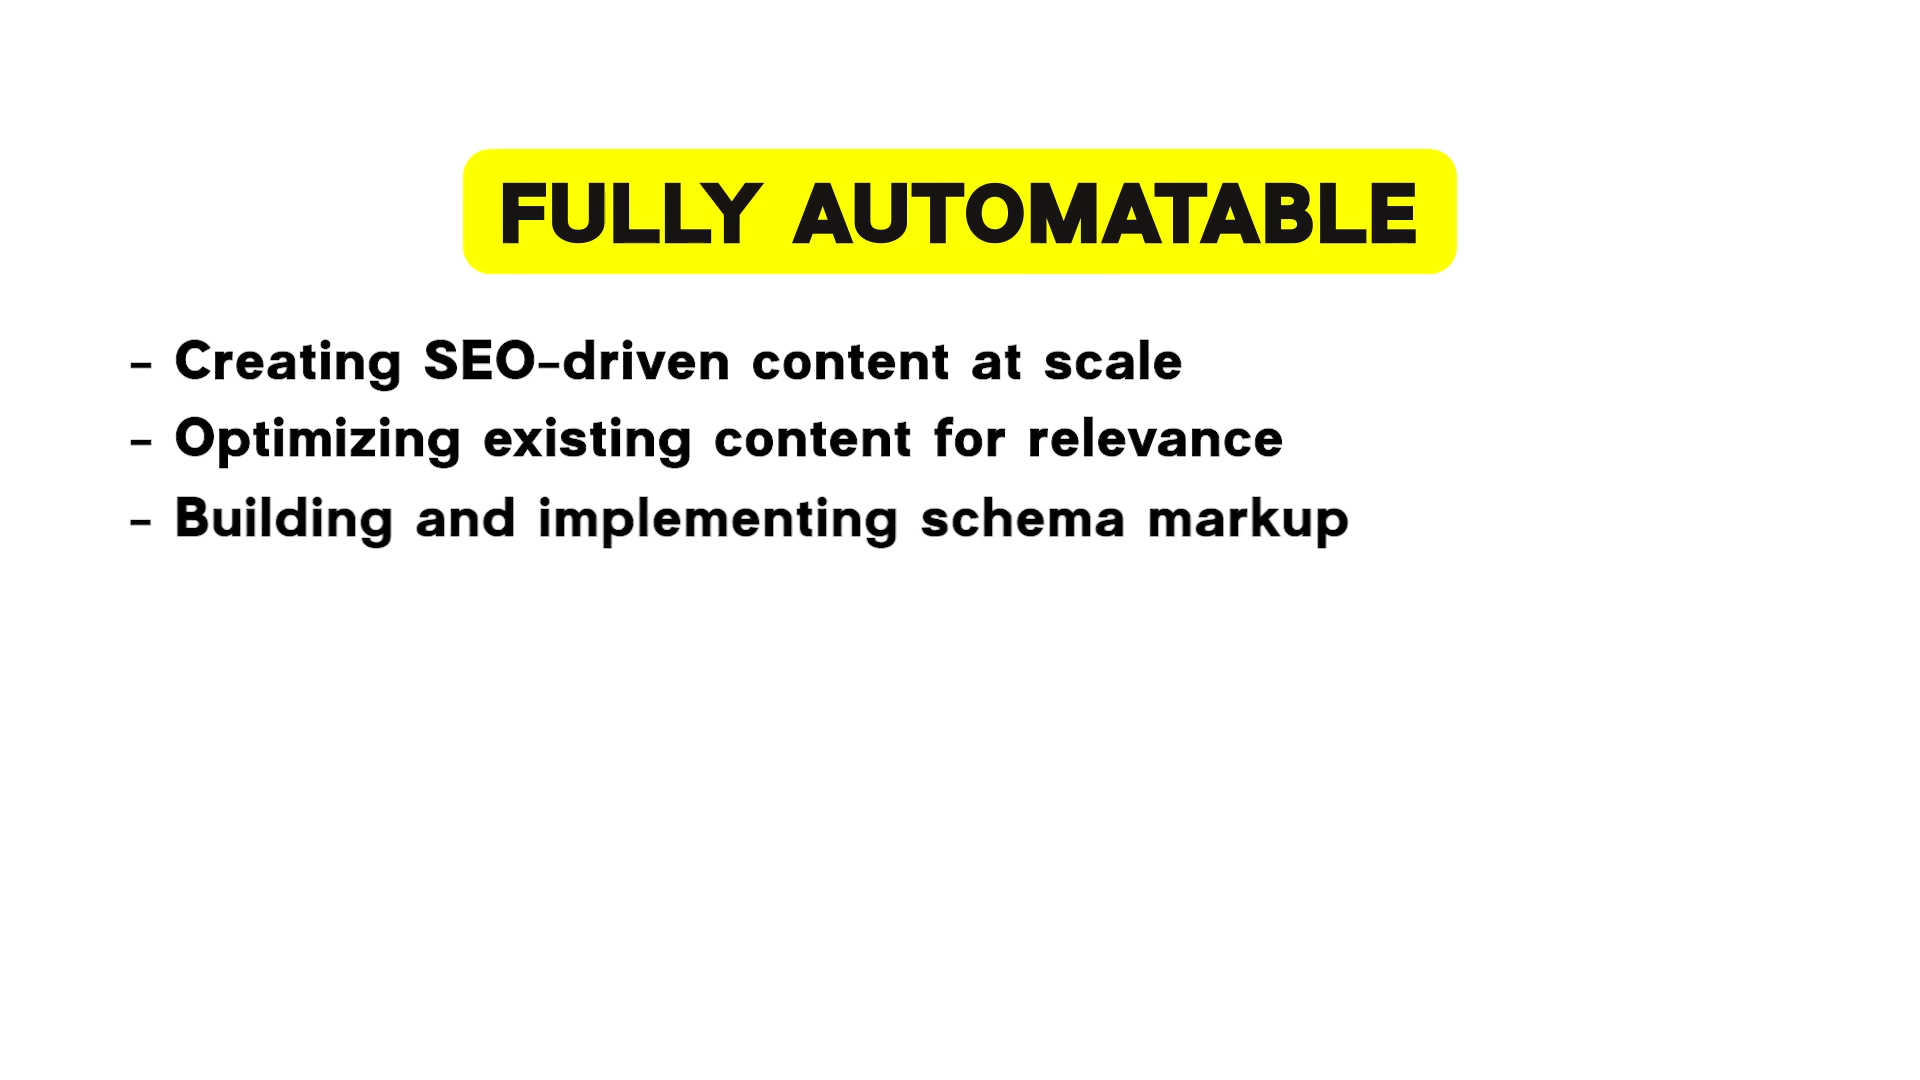 FULLY AUTOMATABLE
- Creating SEO-driven content at scale
- Optimizing existing content for relevance
- Building and implementing schema markup